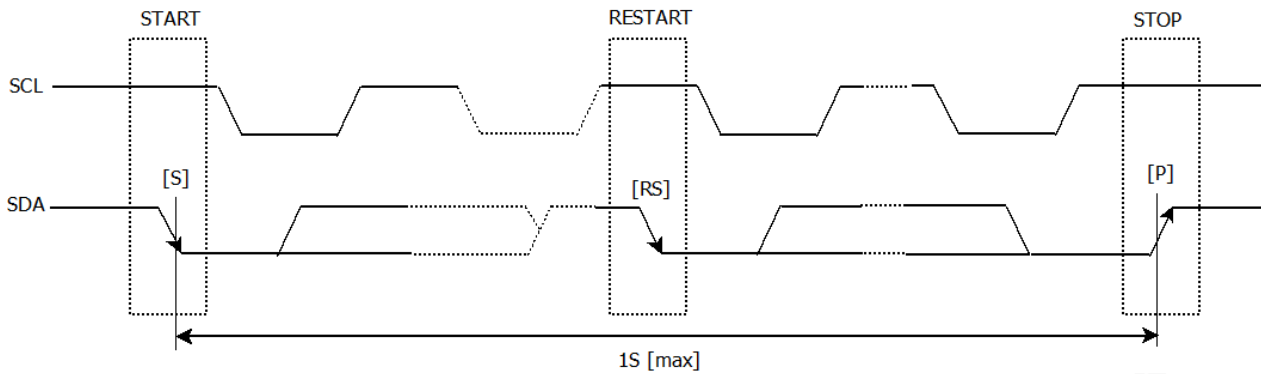 START RESTART STOP
SCL
[S] [RS] [P]
SDA
1S [max]